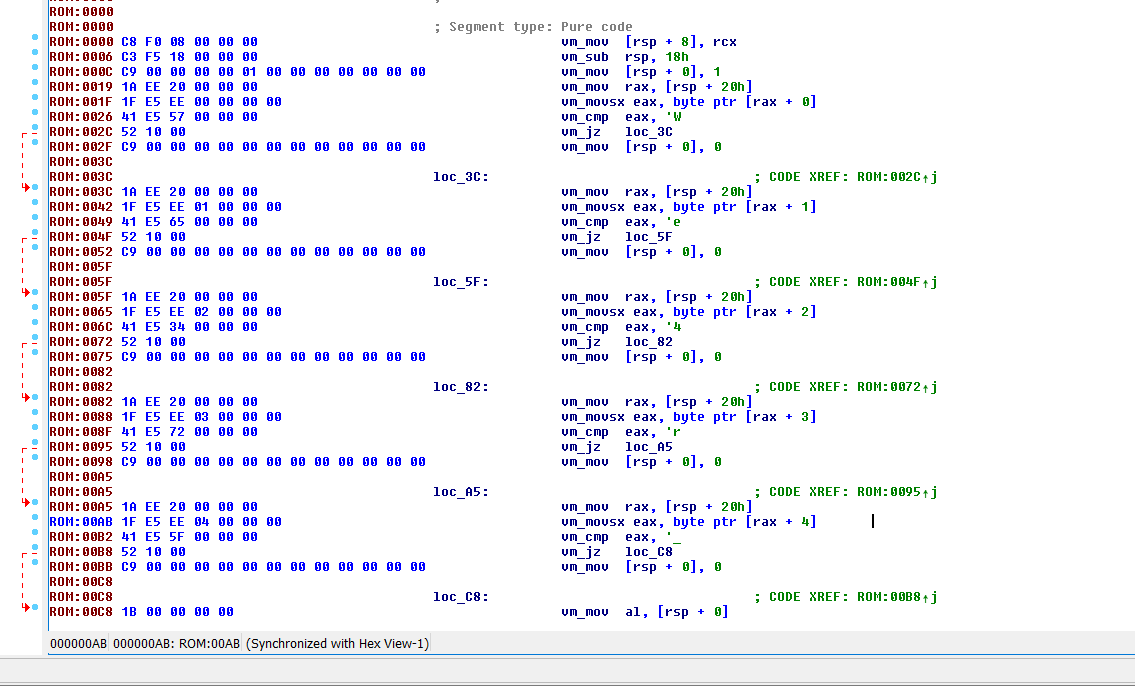 ROM:0000
ROM:0000 ; Segment type: Pure code
ROM:0000 C8 F0 08 00 00 00 vm_mov [rsp + 8], rcx
ROM:0006 C3 F5 18 00 00 00 vm_sub rsp, 18h
ROM:000C C9 00 00 00 00 01 00 00 00 00 00 00 00 vm_mov [rsp + 0], 1
ROM:0019 1A EE 20 00 00 00 vm_mov rax, [rsp + 20h]
ROM:001F 1F E5 EE 00 00 00 00 vm_movsx eax, byte ptr [rax + 0]
ROM:0026 41 E5 57 00 00 00 vm_cmp eax, 'W
ROM:002C 52 10 00 vm_jz loc_3C
ROM:002F C9 00 00 00 00 00 00 00 00 00 00 00 00 vm_mov [rsp + 0], 0
ROM:003C
ROM:003C loc_3C: ; CODE XREF: ROM:002C↑j
ROM:003C 1A EE 20 00 00 00 vm_mov rax, [rsp + 20h]
ROM:0042 1F E5 EE 01 00 00 00 vm_movsx eax, byte ptr [rax + 1]
ROM:0049 41 E5 65 00 00 00 vm_cmp eax, 'e
ROM:004F 52 10 00 vm_jz loc_5F
ROM:0052 C9 00 00 00 00 00 00 00 00 00 00 00 00 vm_mov [rsp + 0], 0
ROM:005F
ROM:005F loc_5F: ; CODE XREF: ROM:004F↑j
ROM:005F 1A EE 20 00 00 00 vm_mov rax, [rsp + 20h]
ROM:0065 1F E5 EE 02 00 00 00 vm_movsx eax, byte ptr [rax + 2]
ROM:006C 41 E5 34 00 00 00 vm_cmp eax, '4
ROM:0072 52 10 00 vm_jz loc_82
ROM:0075 C9 00 00 00 00 00 00 00 00 00 00 00 00 vm_mov [rsp + 0], 0
ROM:0082
ROM:0082 loc_82: ; CODE XREF: ROM:0072↑j
ROM:0082 1A EE 20 00 00 00 vm_mov rax, [rsp + 20h]
ROM:0088 1F E5 EE 03 00 00 00 vm_movsx eax, byte ptr [rax + 3]
ROM:008F 41 E5 72 00 00 00 vm_cmp eax, 'r
ROM:0095 52 10 00 vm_jz loc_A5
ROM:0098 C9 00 00 00 00 00 00 00 00 00 00 00 00 vm_mov [rsp + 0], 0
ROM:00A5
ROM:00A5 loc_A5: ; CODE XREF: ROM:0095↑j
ROM:00A5 1A EE 20 00 00 00 vm_mov rax, [rsp + 20h]
ROM:00AB 1F E5 EE 04 00 00 00 vm_movsx eax, byte ptr [rax + 4]
ROM:00B2 41 E5 5F 00 00 00 vm_cmp eax, '_
ROM:00B8 52 10 00 vm_jz loc_C8
ROM:00BB C9 00 00 00 00 00 00 00 00 00 00 00 00 vm_mov [rsp + 0], 0
ROM:00C8
ROM:00C8 loc_C8: ; CODE XREF: ROM:00B8↑j
ROM:00C8 1B 00 00 00 00 vm_mov al, [rsp + 0]
000000AB 000000AB: ROM:00AB (Synchronized with Hex View-1)